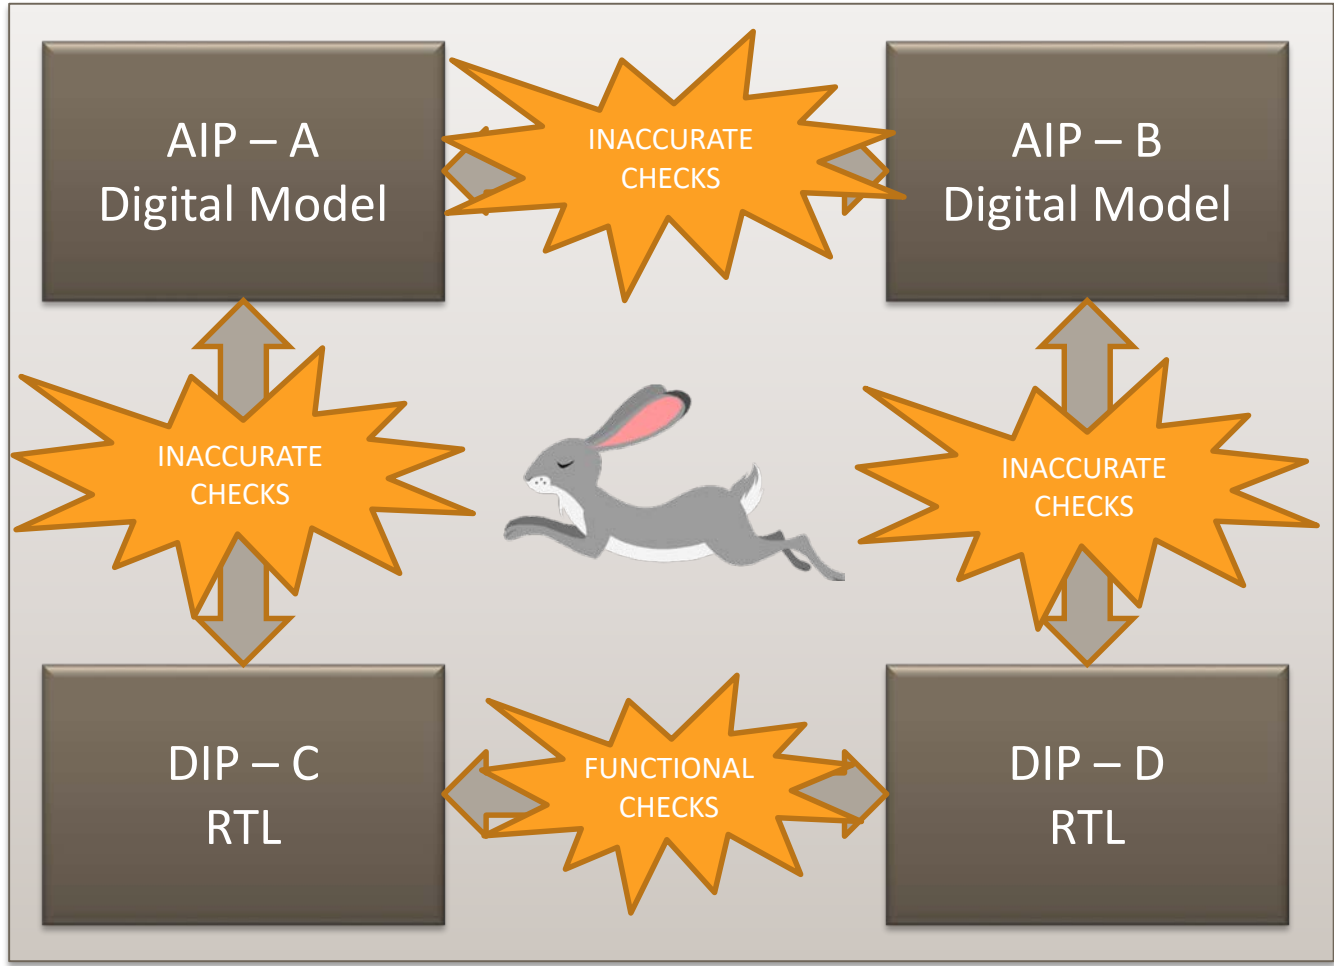 AIP – A
Digital Model
INACCURATE
CHECKS
AIP – B
Digital Model
INACCURATE
CHECKS
INACCURATE
CHECKS
DIP – C
RTL
FUNCTIONAL
CHECKS
DIP – D
RTL